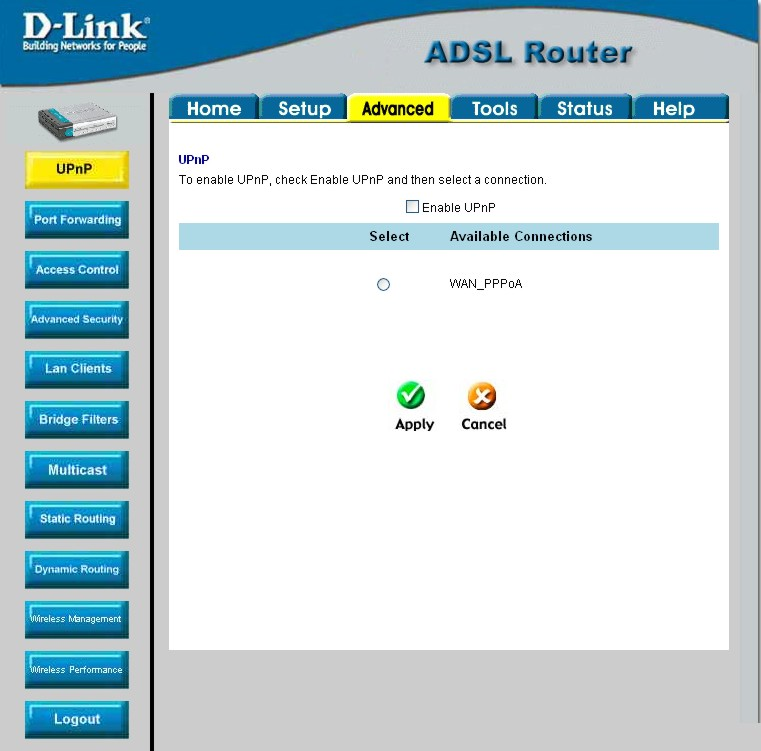 D-Link®
Building Networks for People
ADSL Router
Home Setup Advanced Tools Status Help
UPnP
Port Forwarding
Access Control
Advanced Security
Lan Clients
Bridge Filters
Multicast
Static Routing
Dynamic Routing
Wireless Management
Wireless Performance
Logout
UPnP
To enable UPnP, check Enable UPnP and then select a connection.
Enable UPnP
Select Available Connections
WAN_PPPoA
Apply Cancel